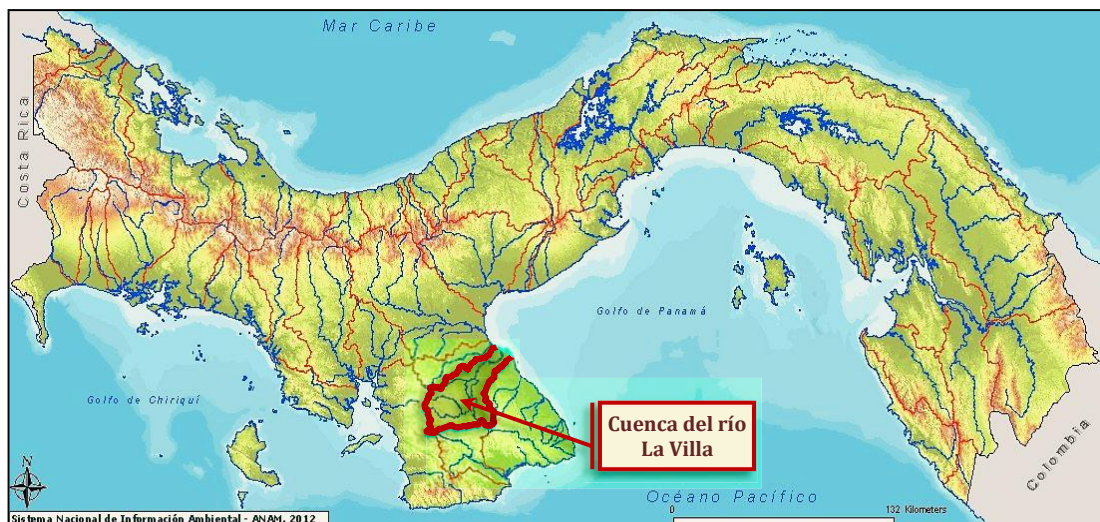 Mar Caribe
Costa Rica
Golfo de Panamá
Golfo de Chiriquí
Cuenca del río
La Villa
Colombia
N
Océano Pacífico
0
132 Kilometers
Sistema Nacional de Información Ambiental - ANAM, 2012